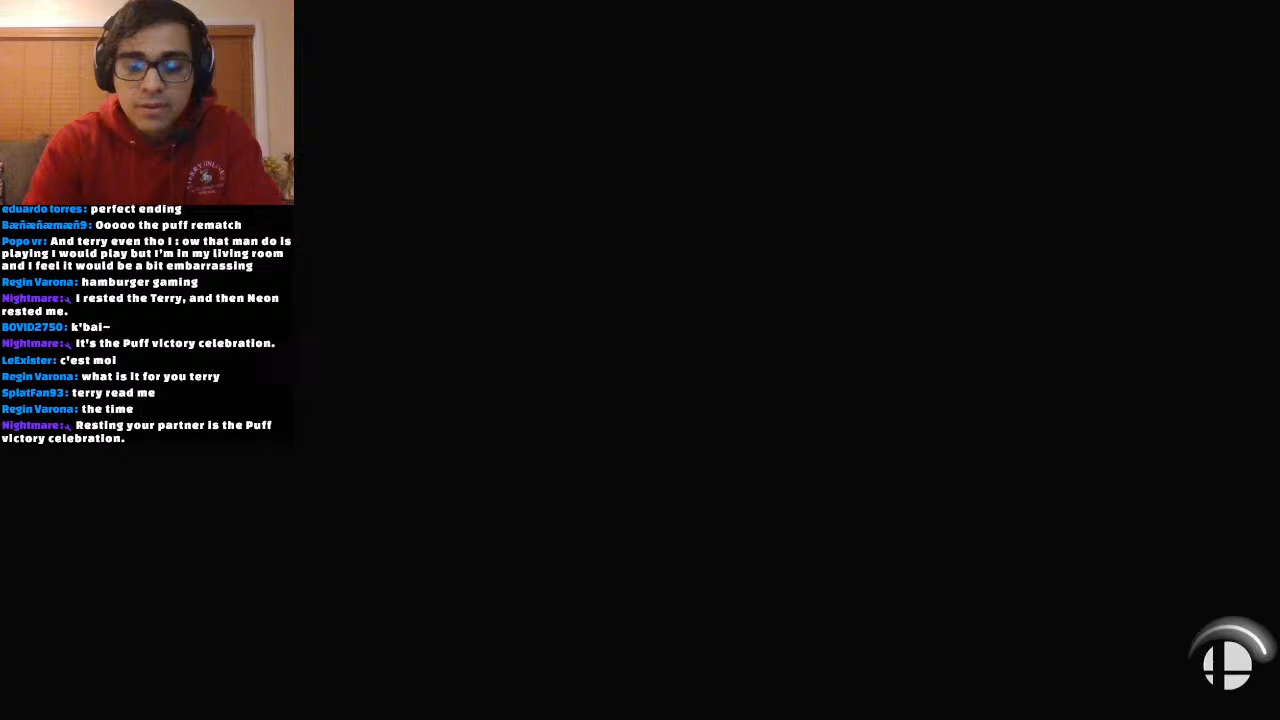 eduardo torres: perfect ending
Bæñæñæmæñ9: Ooooo the puff rematch
Popo vr: And terry even tho I : ow that man do is
playing I would play but I'm in my living room
and I feel it would be a bit embarrassing
Regin Varona: hamburger gaming
Nightmare: I rested the Terry, and then Neon
rested me.
BOVID2750: k'bai~
Nightmare: It's the Puff victory celebration.
LeExister: c'est moi
Regin Varona: what is it for you terry
SplatFan93: terry read me
Regin Varona: the time
Nightmare: Resting your partner is the Puff
victory celebration.